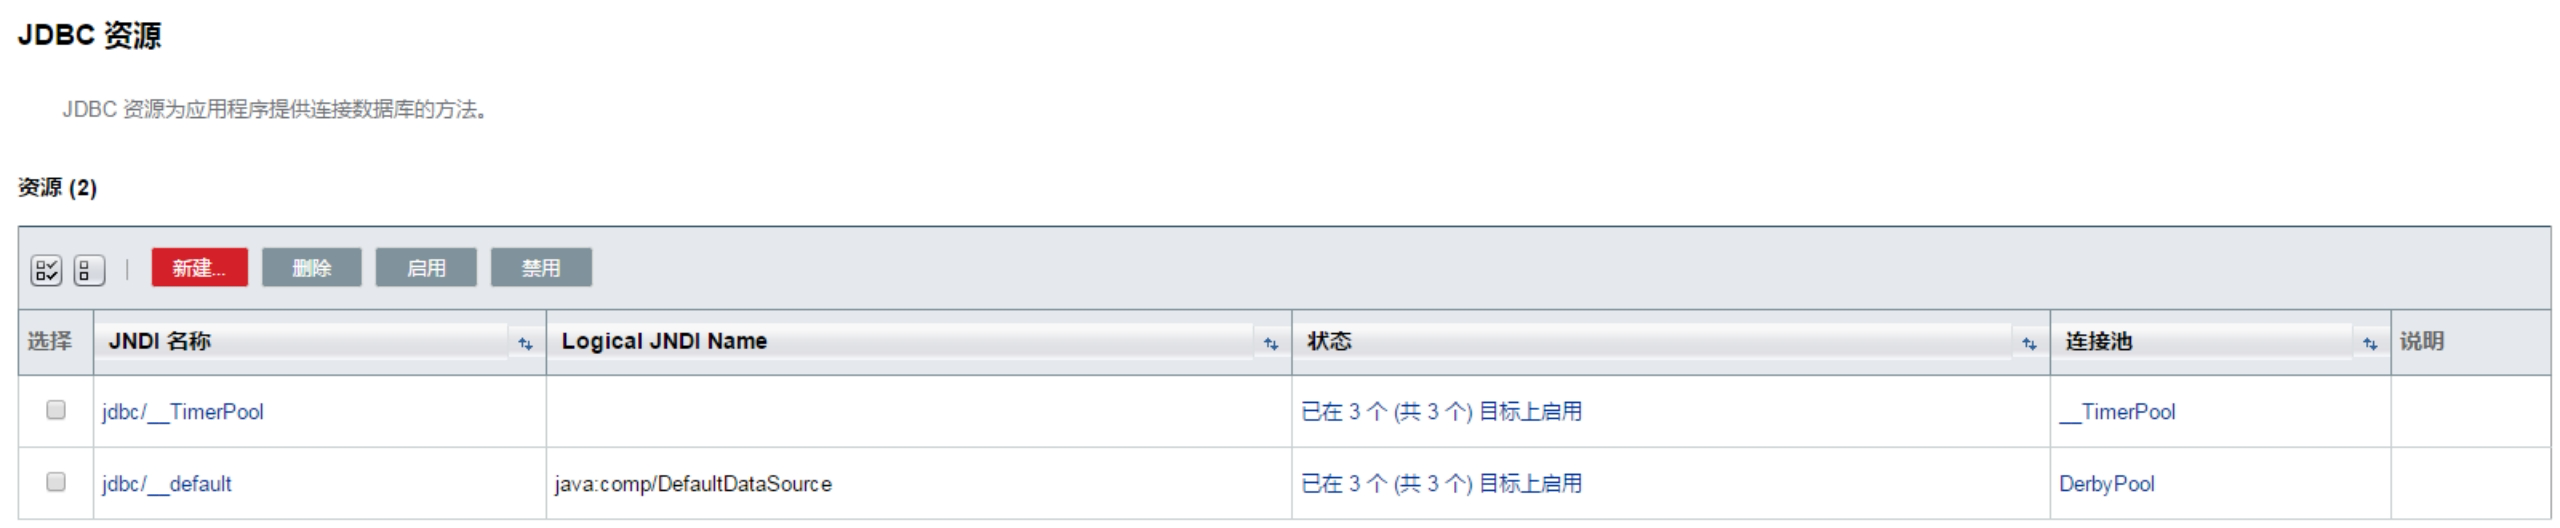 JDBC 资源
JDBC 资源为应用程序提供连接数据库的方法。
资源 (2)
新建... 删除 启用 禁用
选择 JNDI 名称 Logical JNDI Name 状态 连接池 说明
jdbc/__TimerPool 已在 3 个 (共 3 个) 目标上启用 __TimerPool
jdbc/__default java:comp/DefaultDataSource 已在 3 个 (共 3 个) 目标上启用 DerbyPool